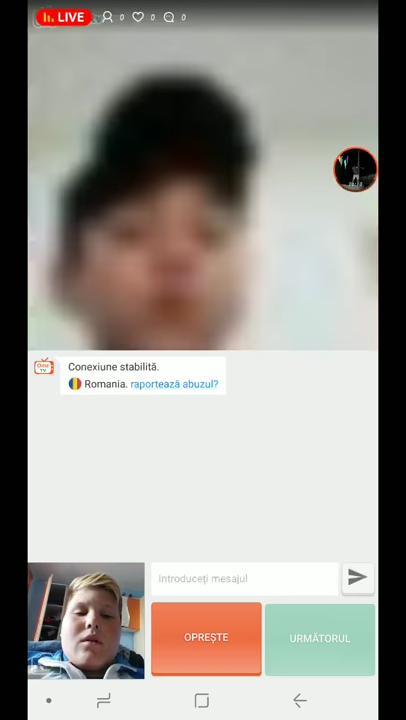 LIVE 0 0 0
Conexiune stabilită.
Romania. raportează abuzul?
Introduceți mesajul
OPREȘTE
URMĂTORUL